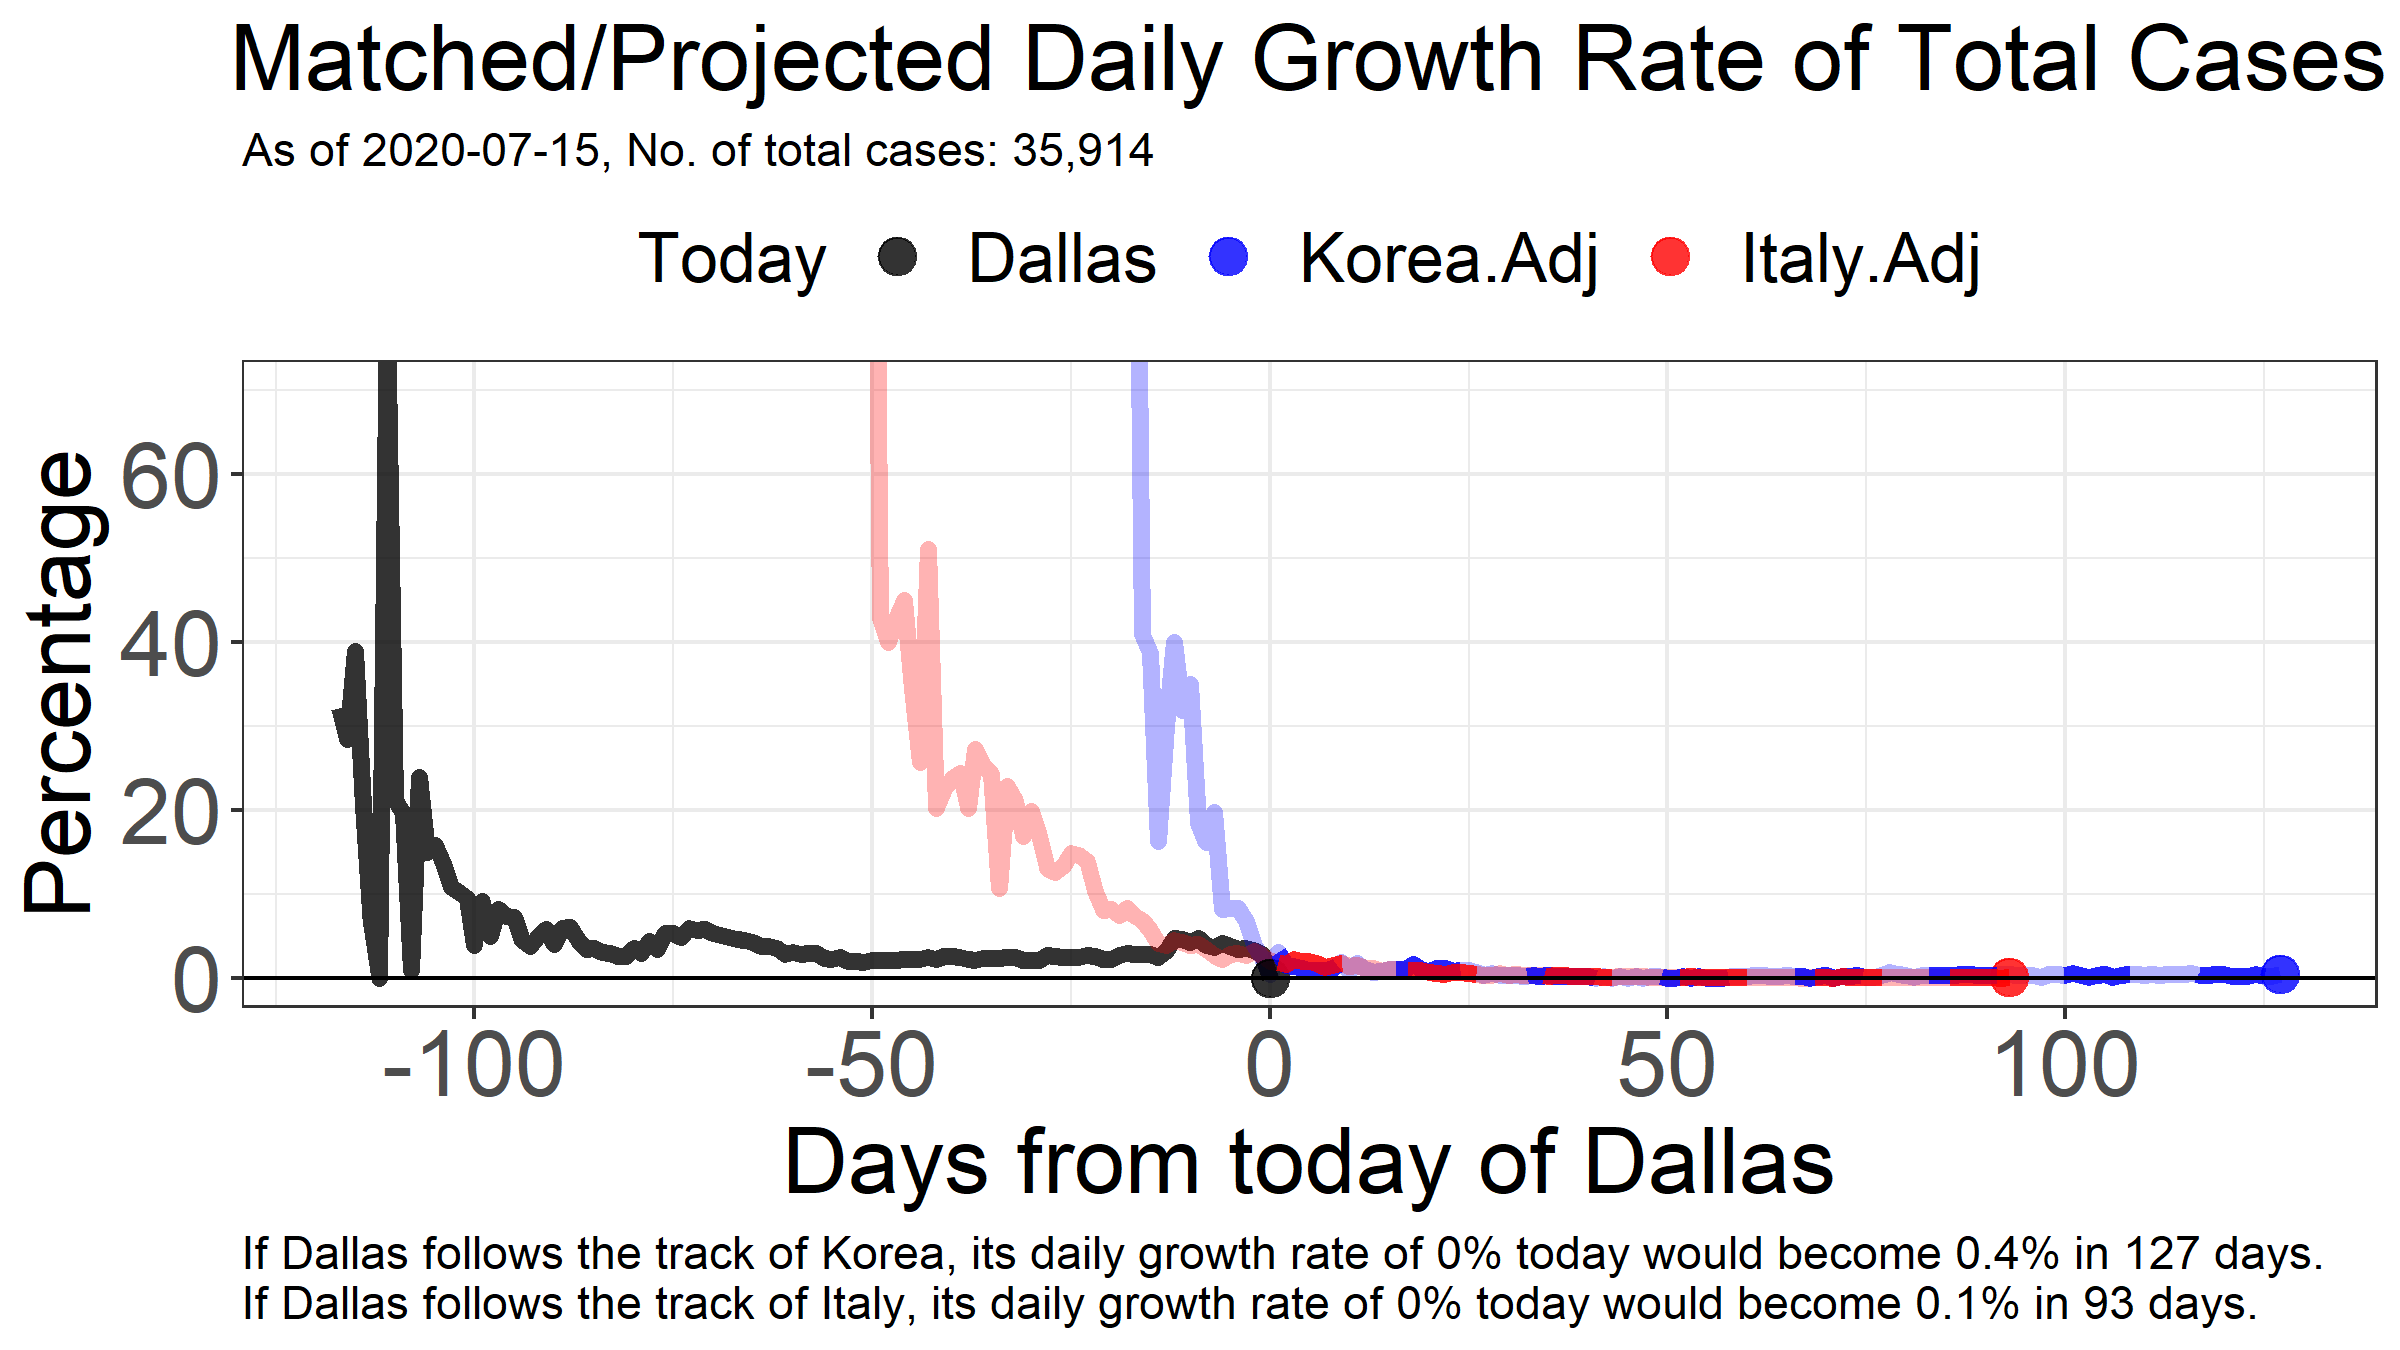 Matched/Projected Daily Growth Rate of Total Cases
As of 2020-07-15, No. of total cases: 35,914
Today Dallas Korea.Adj Italy.Adj
Percentage
60
40
20
0
-100 -50 0 50 100
Days from today of Dallas
If Dallas follows the track of Korea, its daily growth rate of 0% today would become 0.4% in 127 days.
If Dallas follows the track of Italy, its daily growth rate of 0% today would become 0.1% in 93 days.